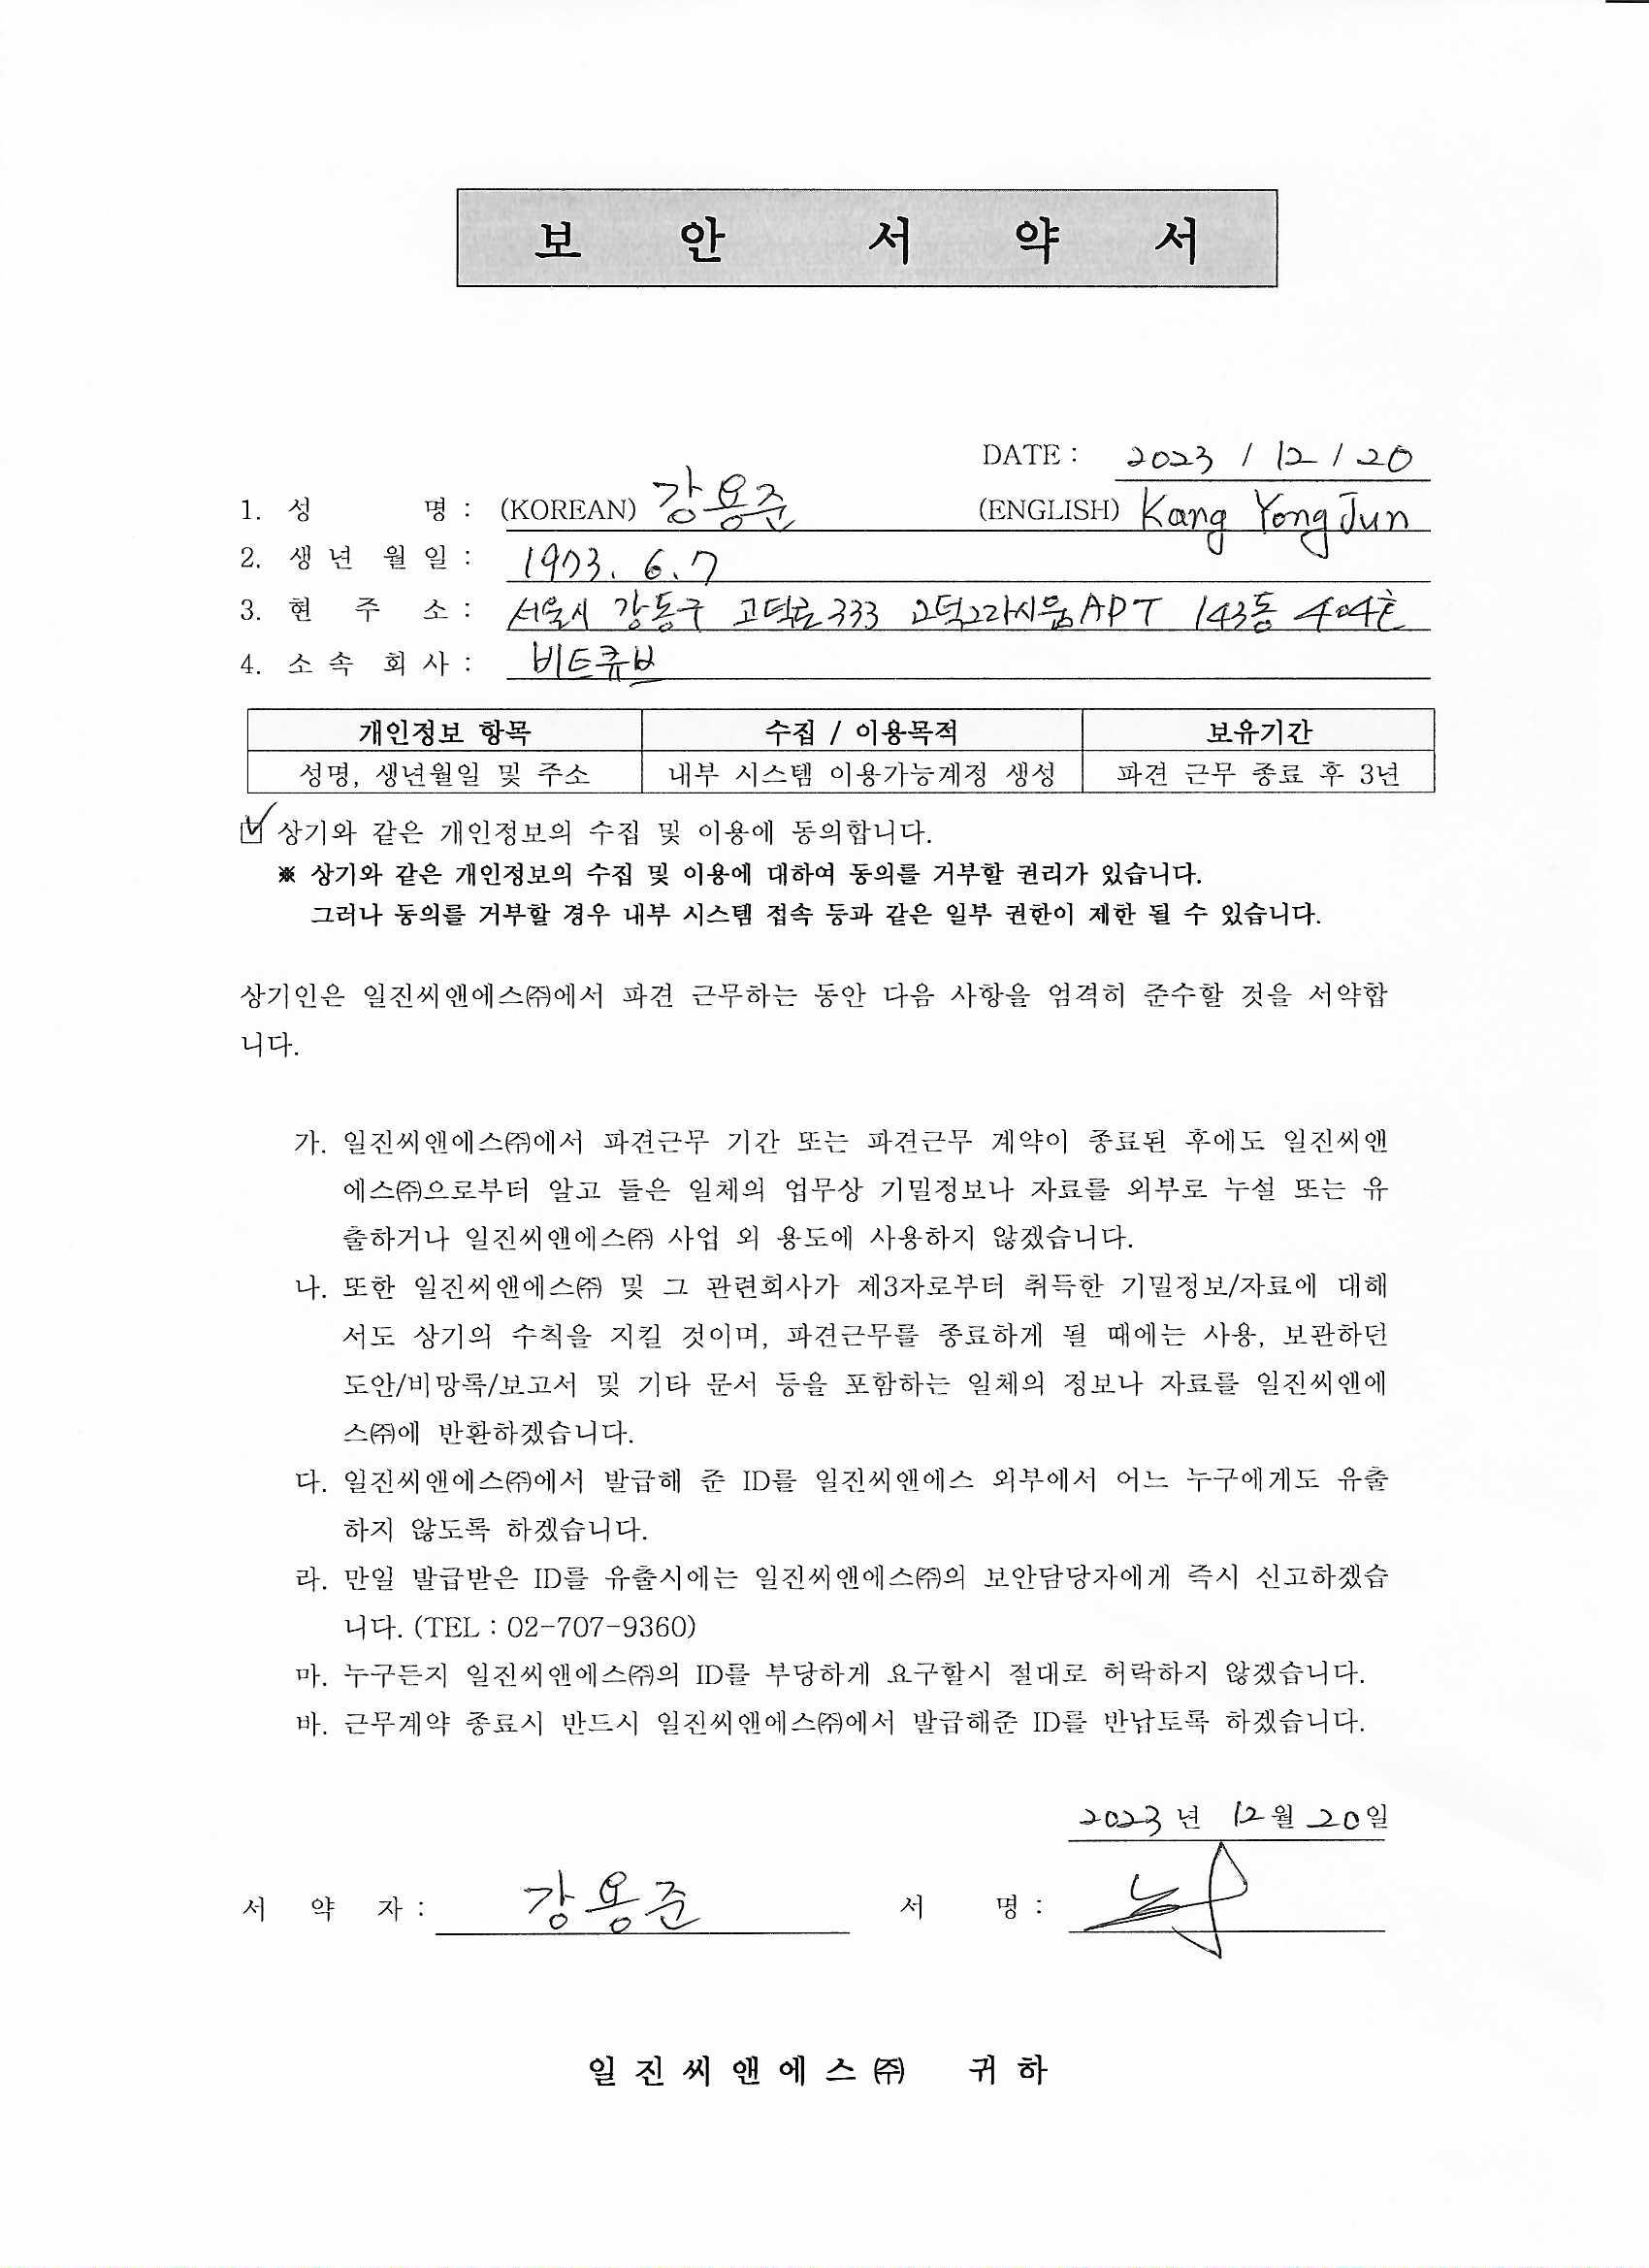 보 안 서 약 서
DATE : 2023 / 12 / 20
1. 성 명 : (KOREAN) 강용준 (ENGLISH) Kang Yong Jun
2. 생 년 월 일 : 1973. 6. 7
3. 현 주 소 : 서울시 강동구 고덕로 333 고덕그라시움 APT 143동 404호
4. 소 속 회 사 : 비트큐브
개인정보 항목 수집 / 이용목적 보유기간
성명, 생년월일 및 주소 내부 시스템 이용가능계정 생성 파견 근무 종료 후 3년
상기와 같은 개인정보의 수집 및 이용에 동의합니다.
※ 상기와 같은 개인정보의 수집 및 이용에 대하여 동의를 거부할 권리가 있습니다.
그러나 동의를 거부할 경우 내부 시스템 접속 등과 같은 일부 권한이 제한 될 수 있습니다.
상기인은 일진씨앤에스㈜에서 파견 근무하는 동안 다음 사항을 엄격히 준수할 것을 서약합
니다.
가. 일진씨앤에스㈜에서 파견근무 기간 또는 파견근무 계약이 종료된 후에도 일진씨앤
에스㈜으로부터 알고 들은 일체의 업무상 기밀정보나 자료를 외부로 누설 또는 유
출하거나 일진씨앤에스㈜ 사업 외 용도에 사용하지 않겠습니다.
나. 또한 일진씨앤에스㈜ 및 그 관련회사가 제3자로부터 취득한 기밀정보/자료에 대해
서도 상기의 수칙을 지킬 것이며, 파견근무를 종료하게 될 때에는 사용, 보관하던
도안/비망록/보고서 및 기타 문서 등을 포함하는 일체의 정보나 자료를 일진씨앤에
스㈜에 반환하겠습니다.
다. 일진씨앤에스㈜에서 발급해 준 ID를 일진씨앤에스 외부에서 어느 누구에게도 유출
하지 않도록 하겠습니다.
라. 만일 발급받은 ID를 유출시에는 일진씨앤에스㈜의 보안담당자에게 즉시 신고하겠습
니다. (TEL : 02-707-9360)
마. 누구든지 일진씨앤에스㈜의 ID를 부당하게 요구할시 절대로 허락하지 않겠습니다.
바. 근무계약 종료시 반드시 일진씨앤에스㈜에서 발급해준 ID를 반납토록 하겠습니다.
2023 년 12 월 20 일
서 약 자 : 강용준 서 명 :
일 진 씨 앤 에 스 ㈜ 귀 하